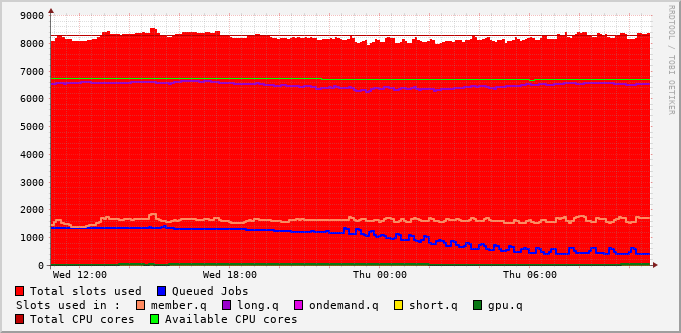 9000
8000
7000
6000
5000
4000
3000
2000
1000
0
Wed 12:00 Wed 18:00 Thu 00:00 Thu 06:00
RRDTOOL / TOBI OETIKER
Total slots used Queued Jobs
Slots used in : member.q long.q ondemand.q short.q gpu.q
Total CPU cores Available CPU cores